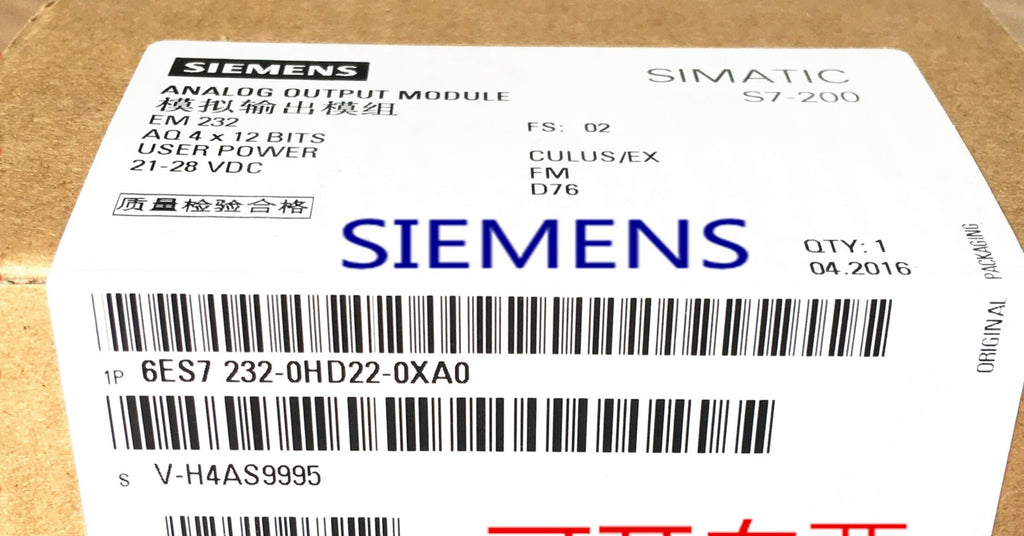 SIEMENS
SIMATIC
S7-200
ANALOG OUTPUT MODULE
模拟输出模组
EM 232
AQ 4 x 12 BITS
USER POWER
21-28 VDC
FS: 02
CULUS/EX
FM
D76
质量检验合格
SIEMENS
QTY: 1
04.2016
ORIGINAL PACKAGING
1P 6ES7 232-0HD22-0XA0
S V-H4AS9995